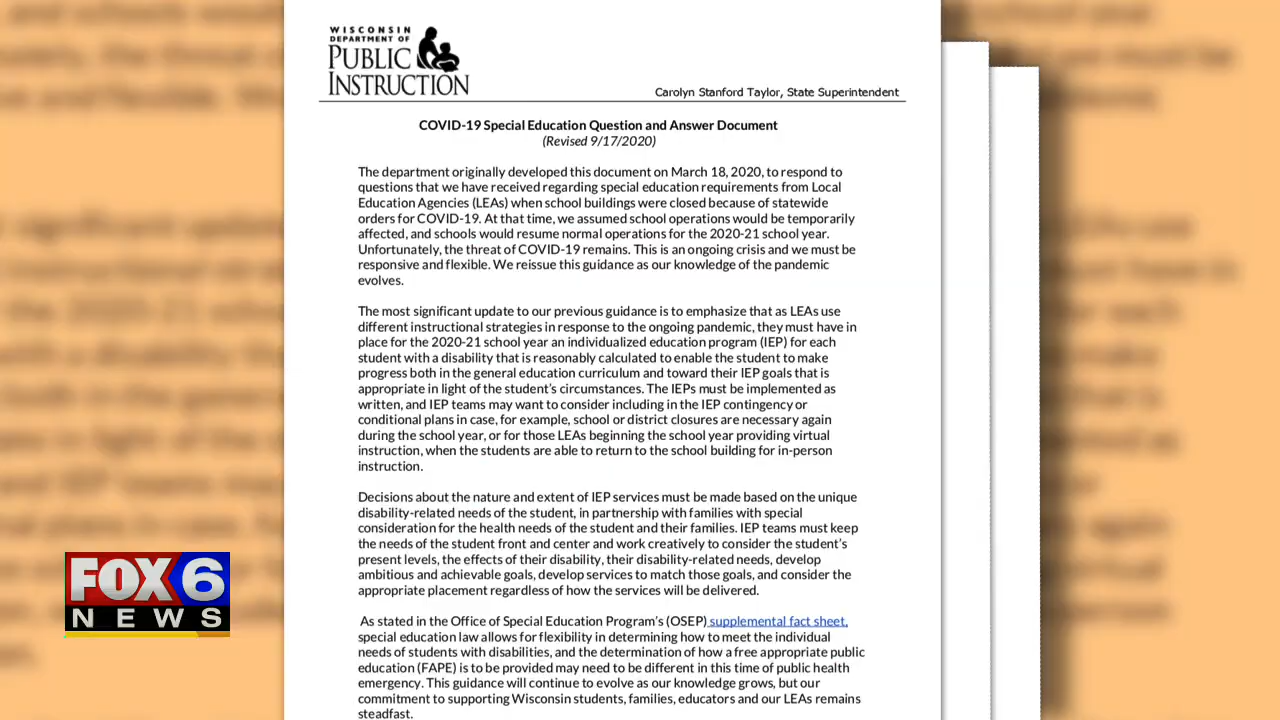 WISCONSIN
DEPARTMENT OF
PUBLIC
INSTRUCTION
Carolyn Stanford Taylor, State Superintendent
COVID-19 Special Education Question and Answer Document
(Revised 9/17/2020)
The department originally developed this document on March 18, 2020, to respond to
questions that we have received regarding special education requirements from Local
Education Agencies (LEAs) when school buildings were closed because of statewide
orders for COVID-19. At that time, we assumed school operations would be temporarily
affected, and schools would resume normal operations for the 2020-21 school year.
Unfortunately, the threat of COVID-19 remains. This is an ongoing crisis and we must be
responsive and flexible. We reissue this guidance as our knowledge of the pandemic
evolves.
The most significant update to our previous guidance is to emphasize that as LEAs use
different instructional strategies in response to the ongoing pandemic, they must have in
place for the 2020-21 school year an individualized education program (IEP) for each
student with a disability that is reasonably calculated to enable the student to make
progress both in the general education curriculum and toward their IEP goals that is
appropriate in light of the student's circumstances. The IEPs must be implemented as
written, and IEP teams may want to consider including in the IEP contingency or
conditional plans in case, for example, school or district closures are necessary again
during the school year, or for those LEAs beginning the school year providing virtual
instruction, when the students are able to return to the school building for in-person
instruction.
Decisions about the nature and extent of IEP services must be made based on the unique
disability-related needs of the student, in partnership with families with special
consideration for the health needs of the student and their families. IEP teams must keep
the needs of the student front and center and work creatively to consider the student's
present levels, the effects of their disability, their disability-related needs, develop
ambitious and achievable goals, develop services to match those goals, and consider the
appropriate placement regardless of how the services will be delivered.
As stated in the Office of Special Education Program's (OSEP) supplemental fact sheet,
special education law allows for flexibility in determining how to meet the individual
needs of students with disabilities, and the determination of how a free appropriate public
education (FAPE) is to be provided may need to be different in this time of public health
emergency. This guidance will continue to evolve as our knowledge grows, but our
commitment to supporting Wisconsin students, families, educators and our LEAs remains
steadfast.
FOX 6
NEWS